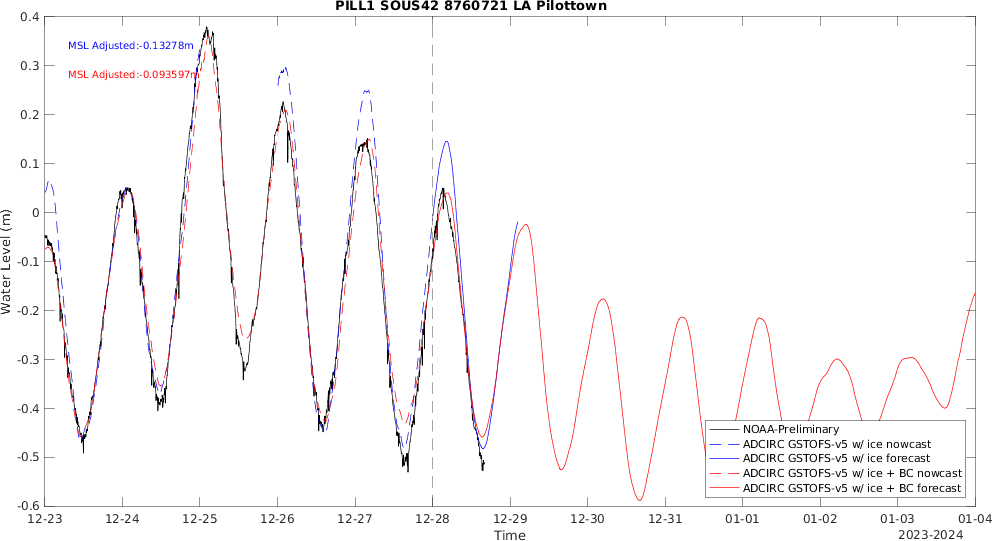 PILL1 SOUS42 8760721 LA Pilottown
MSL Adjusted:-0.13278m
MSL Adjusted:-0.093597m
Water Level (m)
0.4
0.3
0.2
0.1
0
-0.1
-0.2
-0.3
-0.4
-0.5
-0.6
NOAA-Preliminary
ADCIRC GSTOFS-v5 w/ ice nowcast
ADCIRC GSTOFS-v5 w/ ice forecast
ADCIRC GSTOFS-v5 w/ ice + BC nowcast
ADCIRC GSTOFS-v5 w/ ice + BC forecast
12-23 12-24 12-25 12-26 12-27 12-28 12-29 12-30 12-31 01-01 01-02 01-03 01-04
Time
2023-2024